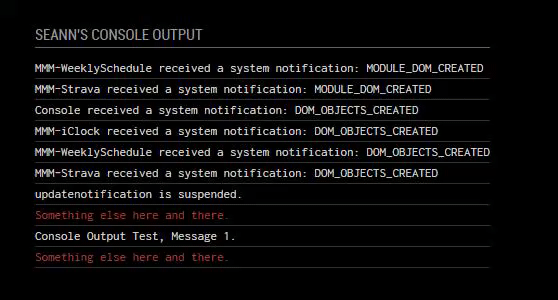 SEANN'S CONSOLE OUTPUT
MMM-WeeklySchedule received a system notification: MODULE_DOM_CREATED
MMM-Strava received a system notification: MODULE_DOM_CREATED
Console received a system notification: DOM_OBJECTS_CREATED
MMM-iClock received a system notification: DOM_OBJECTS_CREATED
MMM-WeeklySchedule received a system notification: DOM_OBJECTS_CREATED
MMM-Strava received a system notification: DOM_OBJECTS_CREATED
updatenotification is suspended.
Something else here and there.
Console Output Test, Message 1.
Something else here and there.